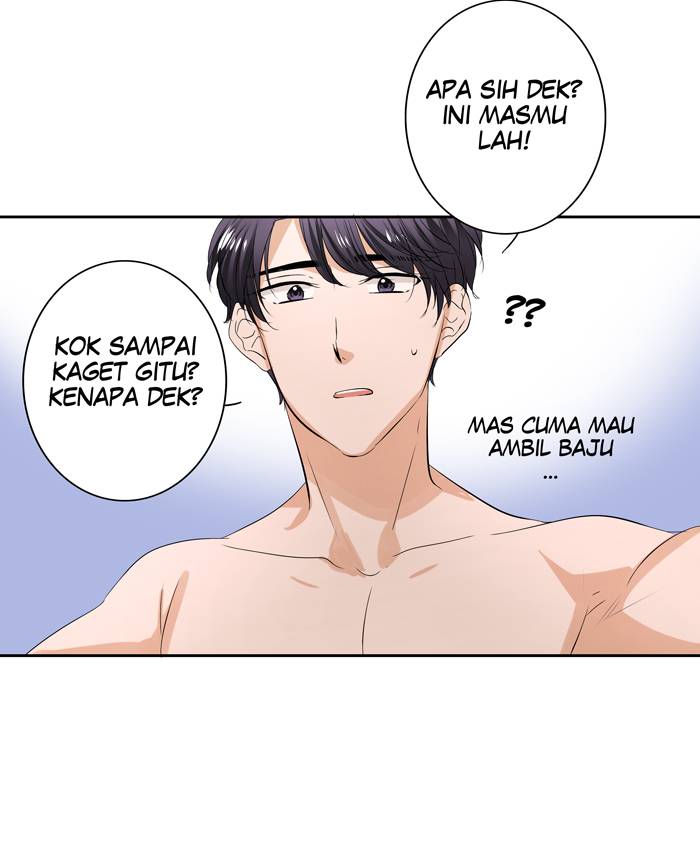 APA SIH DEK?
INI MASMU
LAH!
KOK SAMPAI
KAGET GITU?
KENAPA DEK?
??
MAS CUMA MAU
AMBIL BAJU
...